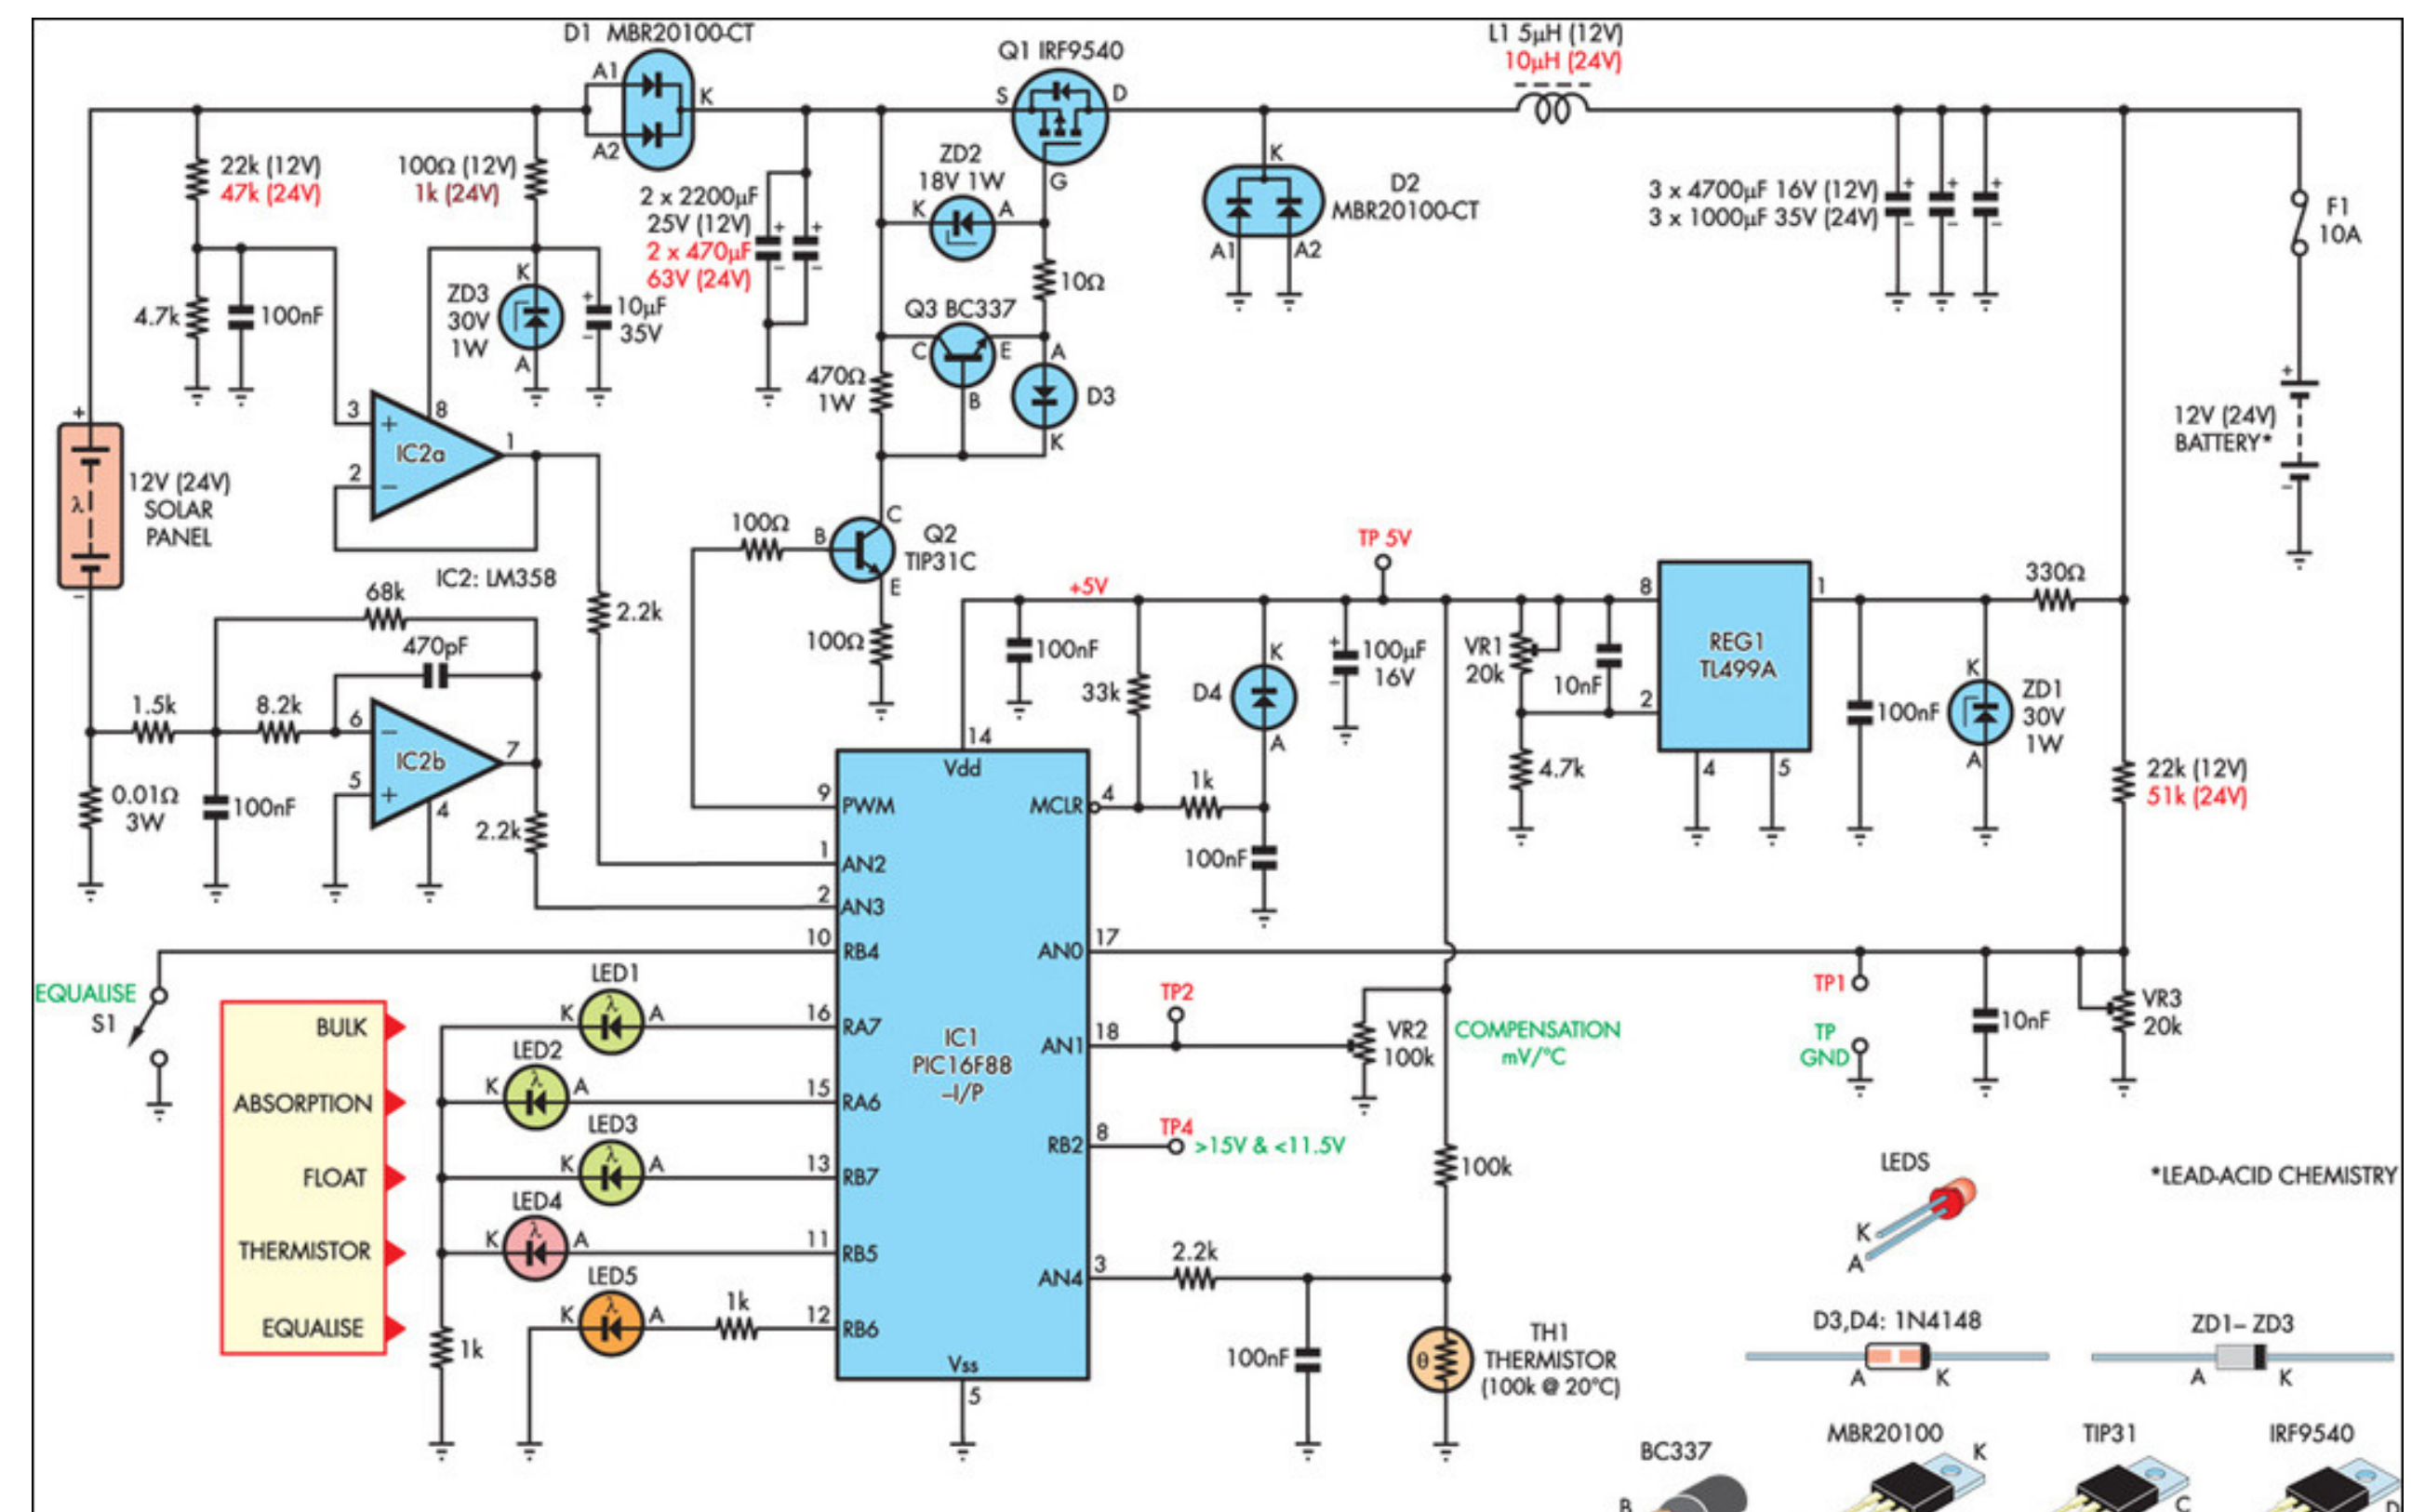 D1 MBR20100-CT
A1
A2
K
Q1 IRF9540
S
D
G
L1 5µH (12V)
10µH (24V)
22k (12V)
47k (24V)
100Ω (12V)
1k (24V)
2 x 2200µF
25V (12V)
2 x 470µF
63V (24V)
+
+
−
−
ZD2
18V 1W
K
A
10Ω
K
D2
MBR20100-CT
A1
A2
3 x 4700µF 16V (12V)
3 x 1000µF 35V (24V)
+
+
+
−
−
−
F1
10A
4.7k
100nF
K
ZD3
30V
1W
A
+
10µF
35V
−
Q3 BC337
C
E
B
470Ω
1W
A
D3
K
+
12V (24V)
BATTERY*
−
+
λ
12V (24V)
SOLAR
PANEL
−
3
+
8
IC2a
1
2
−
IC2: LM358
2.2k
100Ω
B
C
Q2
TIP31C
E
100Ω
68k
470pF
1.5k
8.2k
6
−
IC2b
7
5
+
4
0.01Ω
3W
100nF
2.2k
+5V
TP 5V
100nF
33k
K
D4
A
+
100µF
16V
−
VR1
20k
10nF
4.7k
8
2
REG1
TL499A
1
4
5
330Ω
100nF
K
ZD1
30V
1W
A
22k (12V)
51k (24V)
14
Vdd
9
PWM
1
AN2
2
AN3
10
RB4
16
RA7
15
RA6
13
RB7
11
RB5
12
RB6
IC1
PIC16F88
–I/P
Vss
5
MCLR
4
1k
100nF
AN0
17
AN1
18
TP2
VR2
100k
COMPENSATION
mV/°C
RB2
8
TP4
>15V & <11.5V
AN4
3
2.2k
100nF
100k
θ
TH1
THERMISTOR
(100k @ 20°C)
TP1
TP
GND
10nF
VR3
20k
EQUALISE
S1
BULK
ABSORPTION
FLOAT
THERMISTOR
EQUALISE
LED1
K
λ
A
LED2
K
λ
A
LED3
K
λ
A
LED4
K
λ
A
LED5
K
λ
A
1k
1k
LEDS
K
A
*LEAD-ACID CHEMISTRY
D3,D4: 1N4148
A
K
ZD1– ZD3
A
K
BC337
B
MBR20100
K
TIP31
C
IRF9540
D